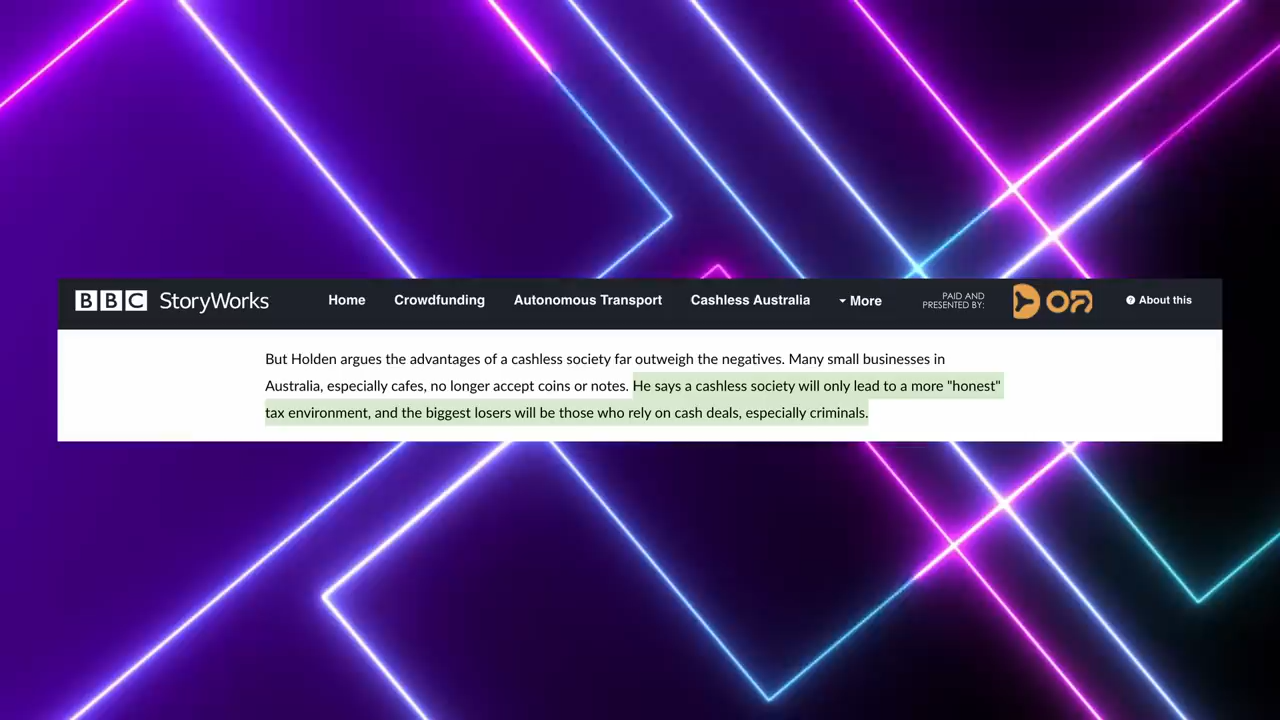 BBC StoryWorks Home Crowdfunding Autonomous Transport Cashless Australia More PAID AND PRESENTED BY: About this
But Holden argues the advantages of a cashless society far outweigh the negatives. Many small businesses in
Australia, especially cafes, no longer accept coins or notes. He says a cashless society will only lead to a more "honest"
tax environment, and the biggest losers will be those who rely on cash deals, especially criminals.